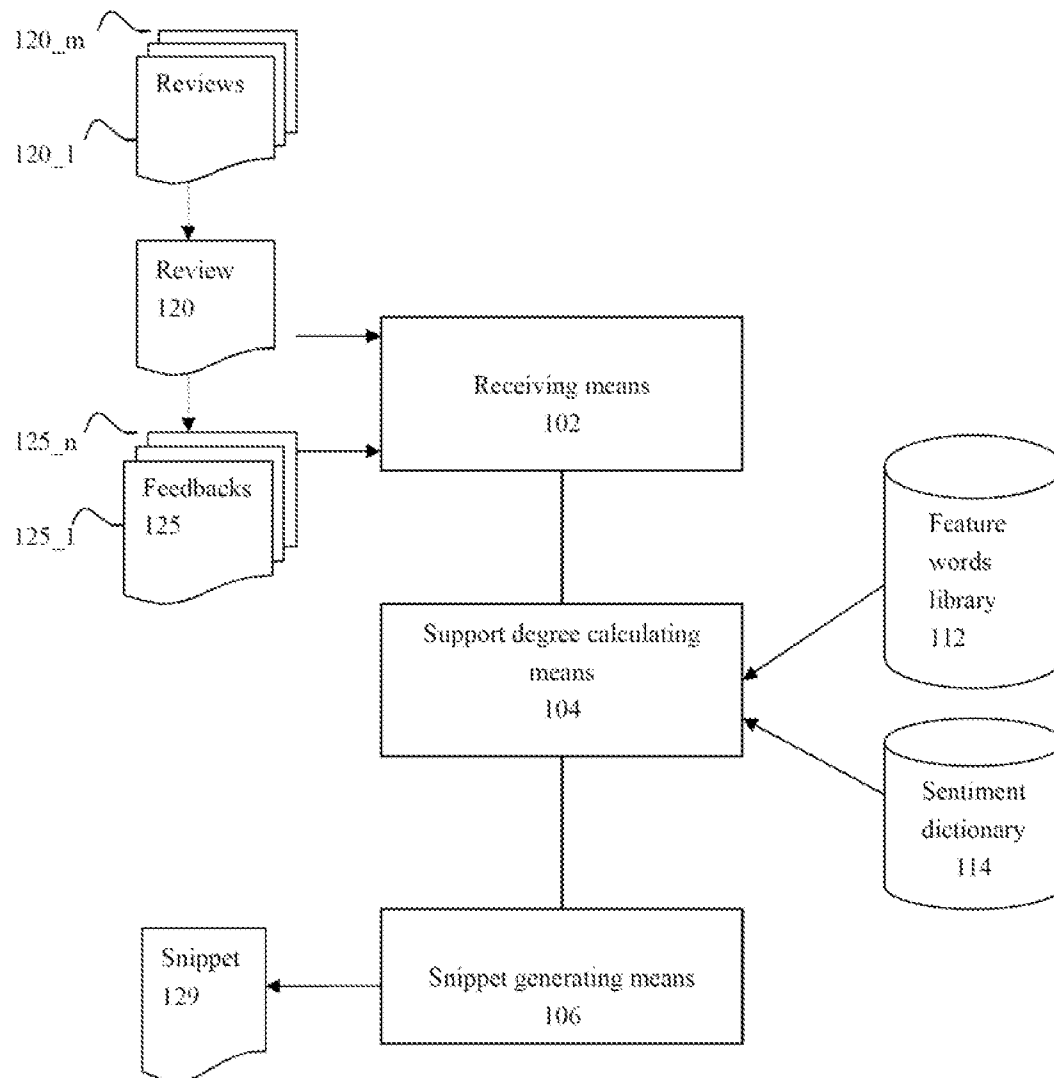 120_m
Reviews
120_1
Review
120
125_n
Feedbacks
125
125_1
Receiving means
102
Feature
words
library
112
Support degree calculating
means
104
Sentiment
dictionary
114
Snippet
129
Snippet generating means
106